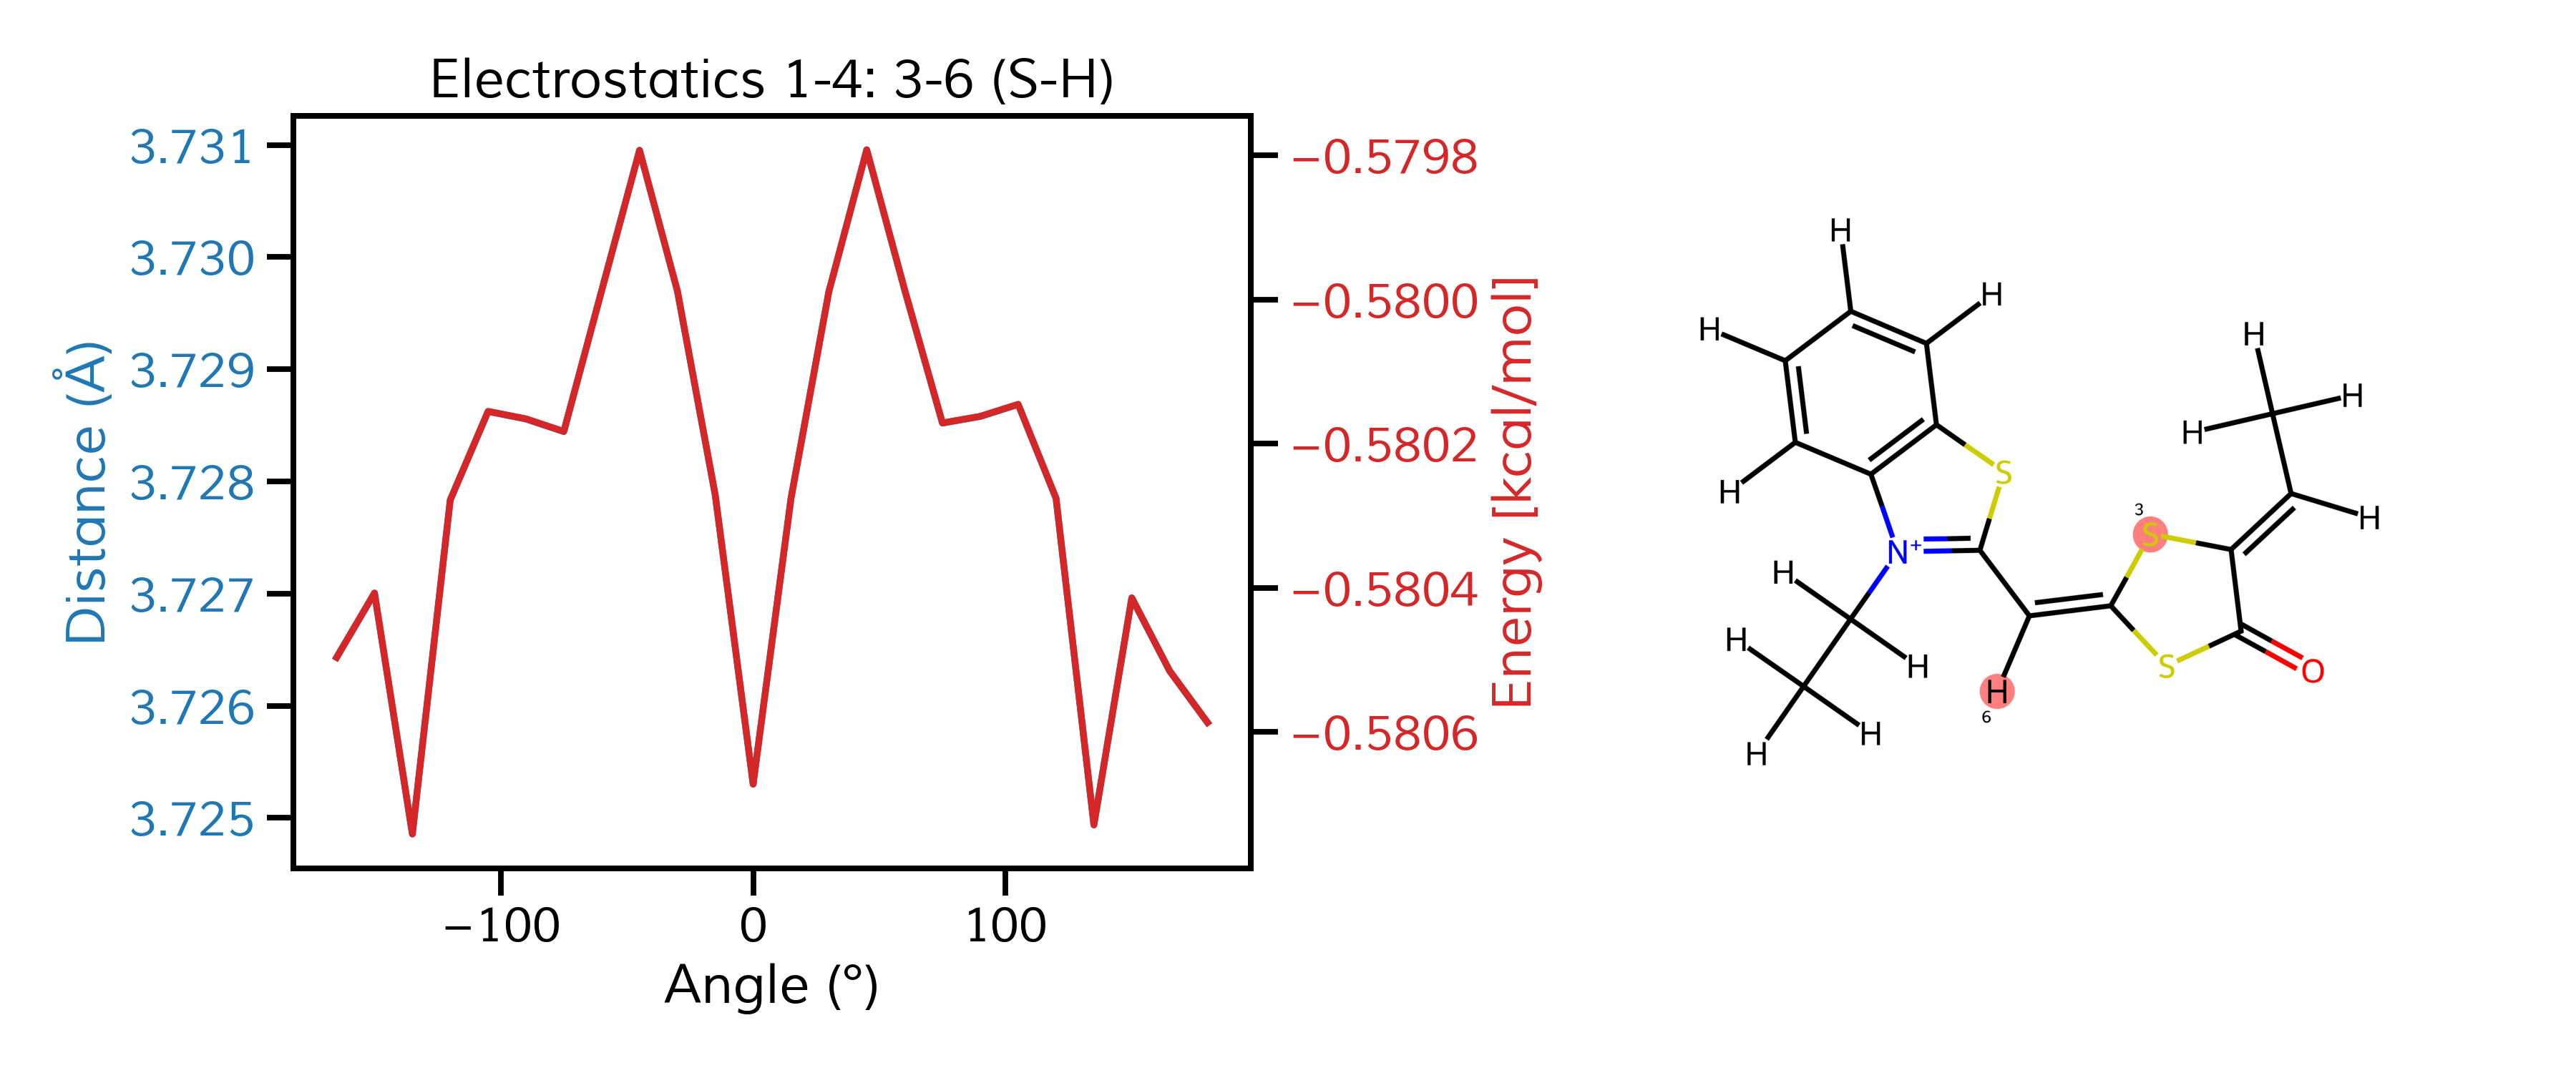 Electrostatics 1-4: 3-6 (S-H)
3.731
3.730
3.729
3.728
3.727
3.726
3.725
Distance (Å)
−100
0
100
Angle (°)
−0.5798
−0.5800
−0.5802
−0.5804
−0.5806
Energy [kcal/mol]
H
H
H
H
H
H
H
S
3
S
H
N⁺
H
H
H
S
O
H
6
H
H